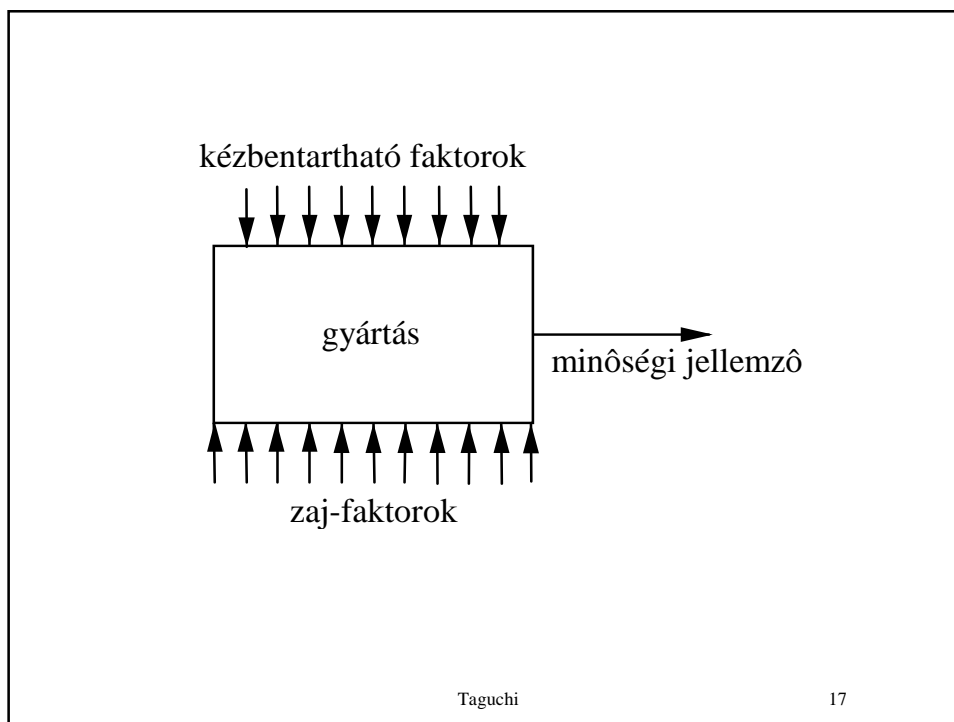 kézbentartható faktorok
gyártás
minôségi jellemzô
zaj-faktorok
Taguchi 17